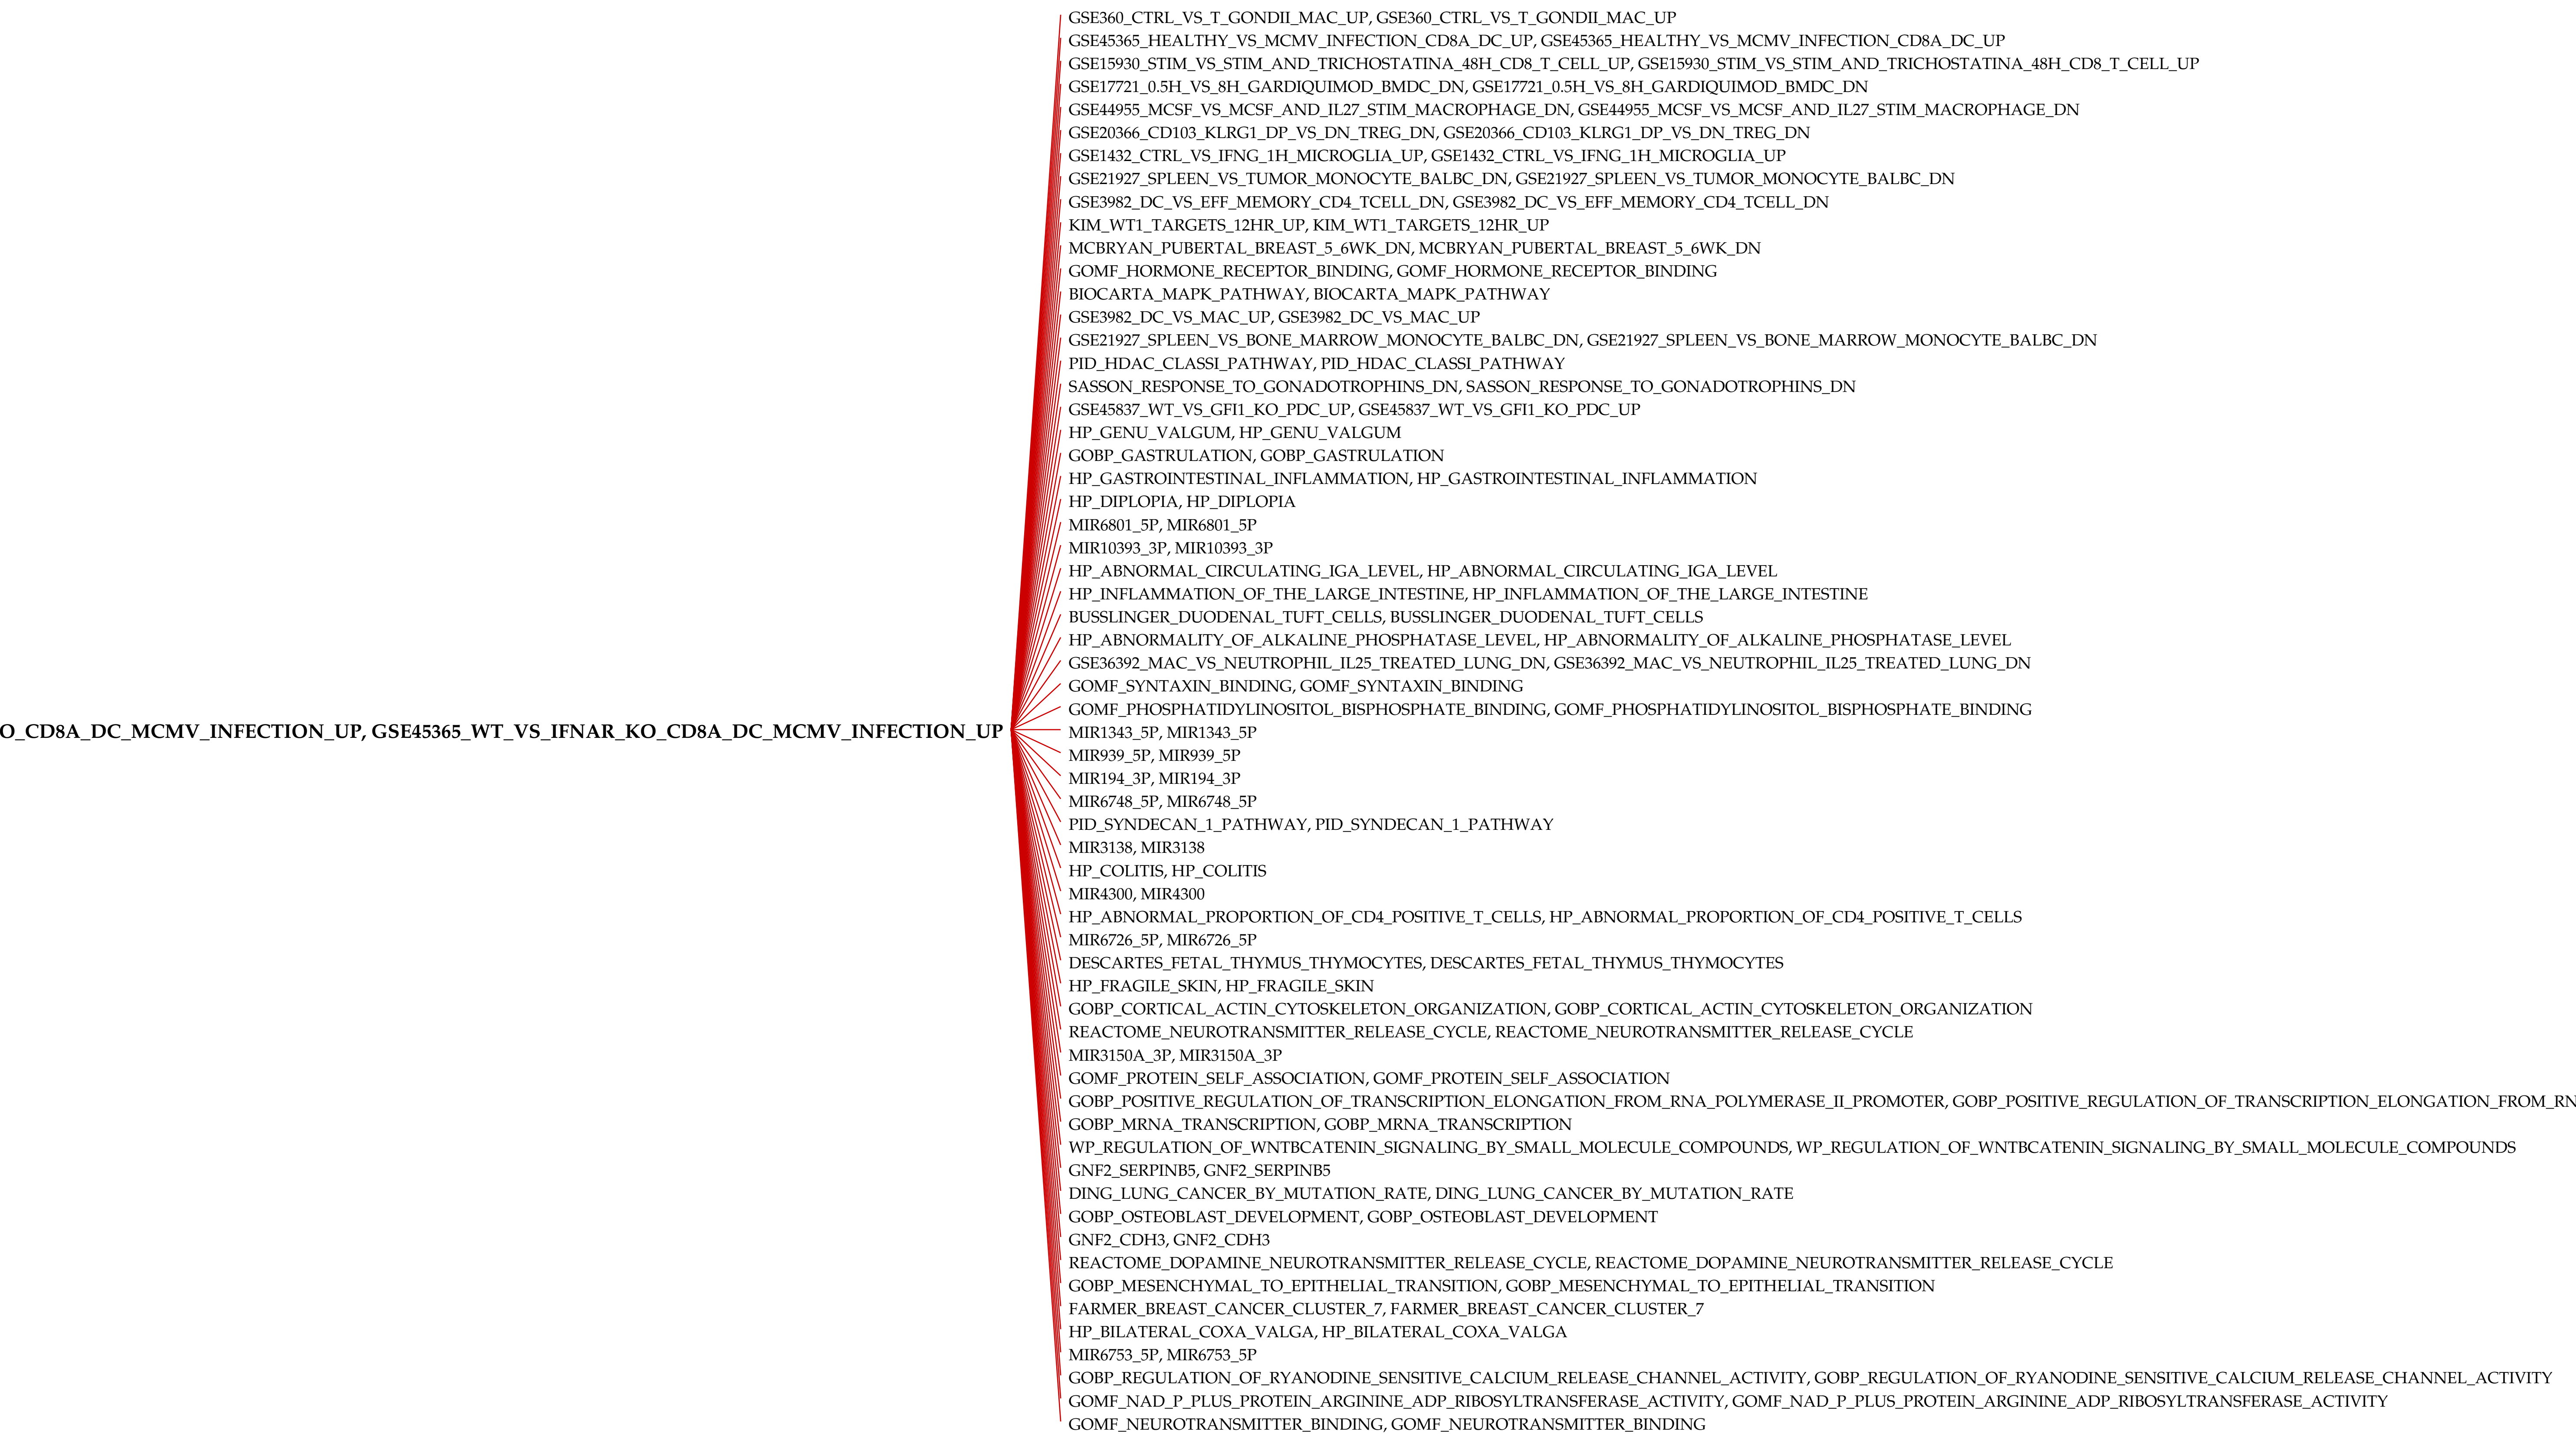 GSE360_CTRL_VS_T_GONDII_MAC_UP, GSE360_CTRL_VS_T_GONDII_MAC_UP
GSE45365_HEALTHY_VS_MCMV_INFECTION_CD8A_DC_UP, GSE45365_HEALTHY_VS_MCMV_INFECTION_CD8A_DC_UP
GSE15930_STIM_VS_STIM_AND_TRICHOSTATINA_48H_CD8_T_CELL_UP, GSE15930_STIM_VS_STIM_AND_TRICHOSTATINA_48H_CD8_T_CELL_UP
GSE17721_0.5H_VS_8H_GARDIQUIMOD_BMDC_DN, GSE17721_0.5H_VS_8H_GARDIQUIMOD_BMDC_DN
GSE44955_MCSF_VS_MCSF_AND_IL27_STIM_MACROPHAGE_DN, GSE44955_MCSF_VS_MCSF_AND_IL27_STIM_MACROPHAGE_DN
GSE20366_CD103_KLRG1_DP_VS_DN_TREG_DN, GSE20366_CD103_KLRG1_DP_VS_DN_TREG_DN
GSE1432_CTRL_VS_IFNG_1H_MICROGLIA_UP, GSE1432_CTRL_VS_IFNG_1H_MICROGLIA_UP
GSE21927_SPLEEN_VS_TUMOR_MONOCYTE_BALBC_DN, GSE21927_SPLEEN_VS_TUMOR_MONOCYTE_BALBC_DN
GSE3982_DC_VS_EFF_MEMORY_CD4_TCELL_DN, GSE3982_DC_VS_EFF_MEMORY_CD4_TCELL_DN
KIM_WT1_TARGETS_12HR_UP, KIM_WT1_TARGETS_12HR_UP
MCBRYAN_PUBERTAL_BREAST_5_6WK_DN, MCBRYAN_PUBERTAL_BREAST_5_6WK_DN
GOMF_HORMONE_RECEPTOR_BINDING, GOMF_HORMONE_RECEPTOR_BINDING
BIOCARTA_MAPK_PATHWAY, BIOCARTA_MAPK_PATHWAY
GSE3982_DC_VS_MAC_UP, GSE3982_DC_VS_MAC_UP
GSE21927_SPLEEN_VS_BONE_MARROW_MONOCYTE_BALBC_DN, GSE21927_SPLEEN_VS_BONE_MARROW_MONOCYTE_BALBC_DN
PID_HDAC_CLASSI_PATHWAY, PID_HDAC_CLASSI_PATHWAY
SASSON_RESPONSE_TO_GONADOTROPHINS_DN, SASSON_RESPONSE_TO_GONADOTROPHINS_DN
GSE45837_WT_VS_GFI1_KO_PDC_UP, GSE45837_WT_VS_GFI1_KO_PDC_UP
HP_GENU_VALGUM, HP_GENU_VALGUM
GOBP_GASTRULATION, GOBP_GASTRULATION
HP_GASTROINTESTINAL_INFLAMMATION, HP_GASTROINTESTINAL_INFLAMMATION
HP_DIPLOPIA, HP_DIPLOPIA
MIR6801_5P, MIR6801_5P
MIR10393_3P, MIR10393_3P
HP_ABNORMAL_CIRCULATING_IGA_LEVEL, HP_ABNORMAL_CIRCULATING_IGA_LEVEL
HP_INFLAMMATION_OF_THE_LARGE_INTESTINE, HP_INFLAMMATION_OF_THE_LARGE_INTESTINE
BUSSLINGER_DUODENAL_TUFT_CELLS, BUSSLINGER_DUODENAL_TUFT_CELLS
HP_ABNORMALITY_OF_ALKALINE_PHOSPHATASE_LEVEL, HP_ABNORMALITY_OF_ALKALINE_PHOSPHATASE_LEVEL
GSE36392_MAC_VS_NEUTROPHIL_IL25_TREATED_LUNG_DN, GSE36392_MAC_VS_NEUTROPHIL_IL25_TREATED_LUNG_DN
GOMF_SYNTAXIN_BINDING, GOMF_SYNTAXIN_BINDING
GOMF_PHOSPHATIDYLINOSITOL_BISPHOSPHATE_BINDING, GOMF_PHOSPHATIDYLINOSITOL_BISPHOSPHATE_BINDING
O_CD8A_DC_MCMV_INFECTION_UP, GSE45365_WT_VS_IFNAR_KO_CD8A_DC_MCMV_INFECTION_UP
MIR1343_5P, MIR1343_5P
MIR939_5P, MIR939_5P
MIR194_3P, MIR194_3P
MIR6748_5P, MIR6748_5P
PID_SYNDECAN_1_PATHWAY, PID_SYNDECAN_1_PATHWAY
MIR3138, MIR3138
HP_COLITIS, HP_COLITIS
MIR4300, MIR4300
HP_ABNORMAL_PROPORTION_OF_CD4_POSITIVE_T_CELLS, HP_ABNORMAL_PROPORTION_OF_CD4_POSITIVE_T_CELLS
MIR6726_5P, MIR6726_5P
DESCARTES_FETAL_THYMUS_THYMOCYTES, DESCARTES_FETAL_THYMUS_THYMOCYTES
HP_FRAGILE_SKIN, HP_FRAGILE_SKIN
GOBP_CORTICAL_ACTIN_CYTOSKELETON_ORGANIZATION, GOBP_CORTICAL_ACTIN_CYTOSKELETON_ORGANIZATION
REACTOME_NEUROTRANSMITTER_RELEASE_CYCLE, REACTOME_NEUROTRANSMITTER_RELEASE_CYCLE
MIR3150A_3P, MIR3150A_3P
GOMF_PROTEIN_SELF_ASSOCIATION, GOMF_PROTEIN_SELF_ASSOCIATION
GOBP_POSITIVE_REGULATION_OF_TRANSCRIPTION_ELONGATION_FROM_RNA_POLYMERASE_II_PROMOTER, GOBP_POSITIVE_REGULATION_OF_TRANSCRIPTION_ELONGATION_FROM_RN
GOBP_MRNA_TRANSCRIPTION, GOBP_MRNA_TRANSCRIPTION
WP_REGULATION_OF_WNTBCATENIN_SIGNALING_BY_SMALL_MOLECULE_COMPOUNDS, WP_REGULATION_OF_WNTBCATENIN_SIGNALING_BY_SMALL_MOLECULE_COMPOUNDS
GNF2_SERPINB5, GNF2_SERPINB5
DING_LUNG_CANCER_BY_MUTATION_RATE, DING_LUNG_CANCER_BY_MUTATION_RATE
GOBP_OSTEOBLAST_DEVELOPMENT, GOBP_OSTEOBLAST_DEVELOPMENT
GNF2_CDH3, GNF2_CDH3
REACTOME_DOPAMINE_NEUROTRANSMITTER_RELEASE_CYCLE, REACTOME_DOPAMINE_NEUROTRANSMITTER_RELEASE_CYCLE
GOBP_MESENCHYMAL_TO_EPITHELIAL_TRANSITION, GOBP_MESENCHYMAL_TO_EPITHELIAL_TRANSITION
FARMER_BREAST_CANCER_CLUSTER_7, FARMER_BREAST_CANCER_CLUSTER_7
HP_BILATERAL_COXA_VALGA, HP_BILATERAL_COXA_VALGA
MIR6753_5P, MIR6753_5P
GOBP_REGULATION_OF_RYANODINE_SENSITIVE_CALCIUM_RELEASE_CHANNEL_ACTIVITY, GOBP_REGULATION_OF_RYANODINE_SENSITIVE_CALCIUM_RELEASE_CHANNEL_ACTIVITY
GOMF_NAD_P_PLUS_PROTEIN_ARGININE_ADP_RIBOSYLTRANSFERASE_ACTIVITY, GOMF_NAD_P_PLUS_PROTEIN_ARGININE_ADP_RIBOSYLTRANSFERASE_ACTIVITY
GOMF_NEUROTRANSMITTER_BINDING, GOMF_NEUROTRANSMITTER_BINDING